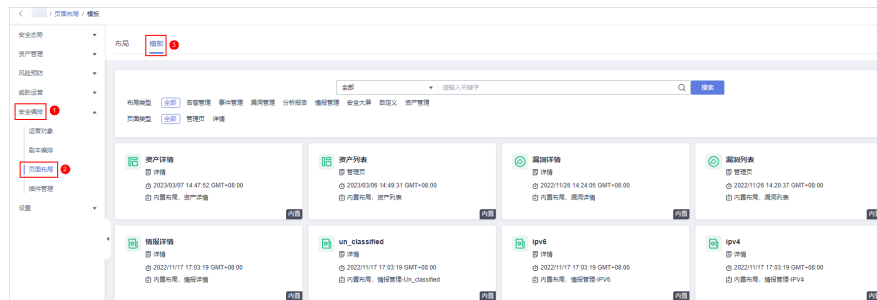 / 页面布局 / 模板
安全态势
资产管理
风险预防
威胁运营
安全编排 1
运营对象
剧本编排
页面布局 2
插件管理
设置
布局 模板 3
全部 请输入关键字 搜索
布局类型 全部 告警管理 事件管理 漏洞管理 分析报告 情报管理 安全大屏 自定义 资产管理
页面类型 全部 管理页 详情
资产详情
详情
2023/03/07 14:47:52 GMT+08:00
内置布局、资产详情
内置
资产列表
管理页
2023/03/06 14:49:31 GMT+08:00
内置布局、资产列表
内置
漏洞详情
详情
2022/11/26 14:24:05 GMT+08:00
内置布局、漏洞详情
内置
漏洞列表
管理页
2022/11/26 14:20:37 GMT+08:00
内置布局、漏洞列表
内置
情报详情
详情
2022/11/17 17:03:19 GMT+08:00
内置布局、情报详情
内置
un_classified
详情
2022/11/17 17:03:19 GMT+08:00
内置布局、情报管理-Un_classified
内置
ipv6
详情
2022/11/17 17:03:19 GMT+08:00
内置布局、情报管理-IPV6
内置
ipv4
详情
2022/11/17 17:03:19 GMT+08:00
内置布局、情报管理-IPV4
内置